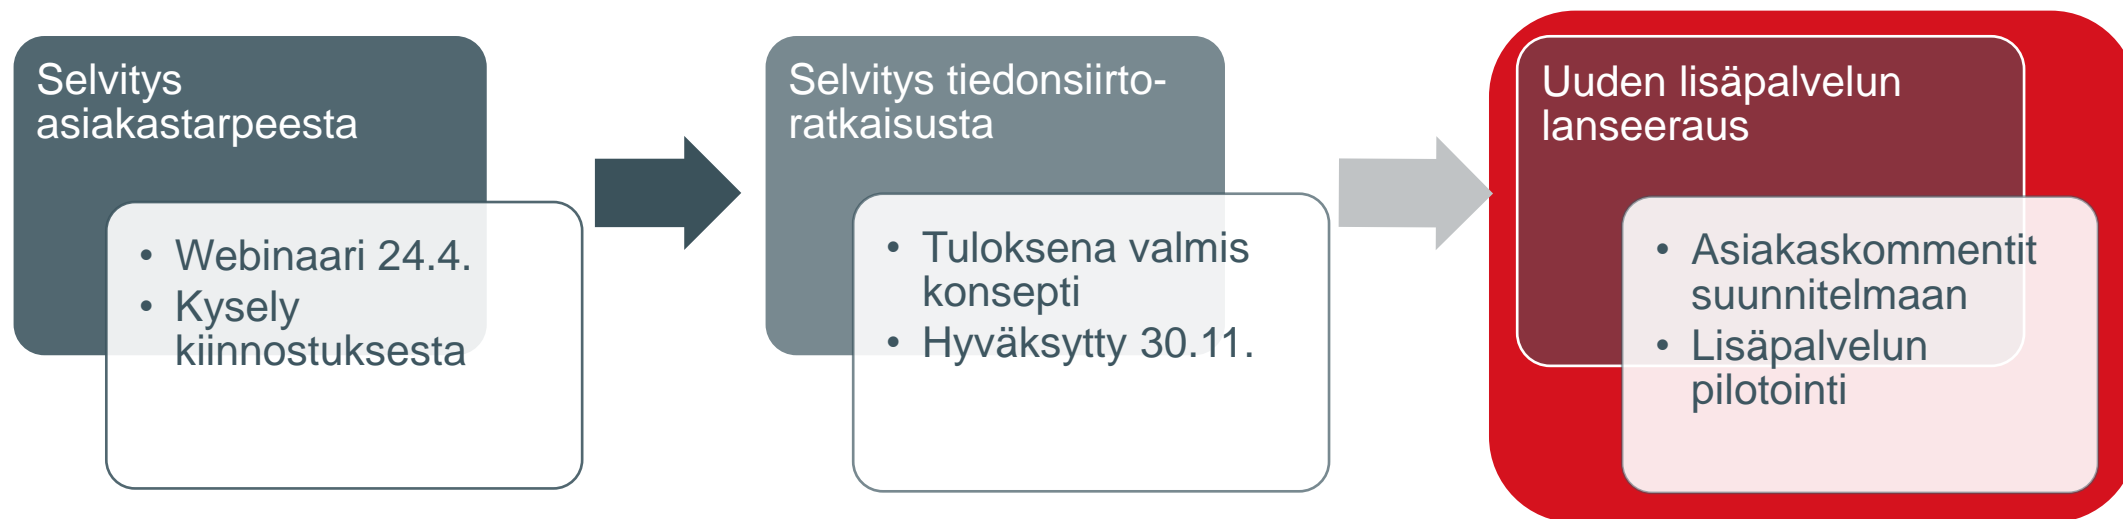 Selvitys
asiakastarpeesta
• Webinaari 24.4.
• Kysely
kiinnostuksesta
Selvitys tiedonsiirto-
ratkaisusta
• Tuloksena valmis
konsepti
• Hyväksytty 30.11.
Uuden lisäpalvelun
lanseeraus
• Asiakaskommentit
suunnitelmaan
• Lisäpalvelun
pilotointi